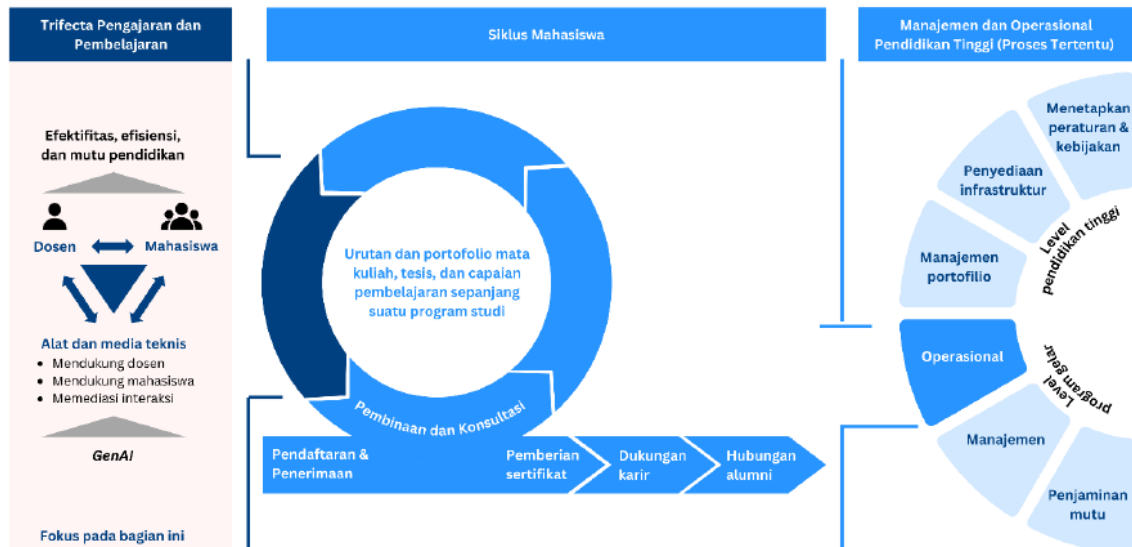 Trifecta Pengajaran dan
Pembelajaran
Efektifitas, efisiensi,
dan mutu pendidikan
Dosen
Mahasiswa
Alat dan media teknis
• Mendukung dosen
• Mendukung mahasiswa
• Memediasi interaksi
GenAI
Fokus pada bagian ini
Siklus Mahasiswa
Urutan dan portofolio mata
kuliah, tesis, dan capaian
pembelajaran sepanjang
suatu program studi
Pembinaan dan Konsultasi
Pendaftaran &
Penerimaan
Pemberian
sertifikat
Dukungan
karir
Hubungan
alumni
Manajemen dan Operasional
Pendidikan Tinggi (Proses Tertentu)
Menetapkan
peraturan &
kebijakan
Penyediaan
infrastruktur
Manajemen
portofilio
Operasional
Manajemen
Penjaminan
mutu
Level
pendidikan tinggi
Level
program gelar